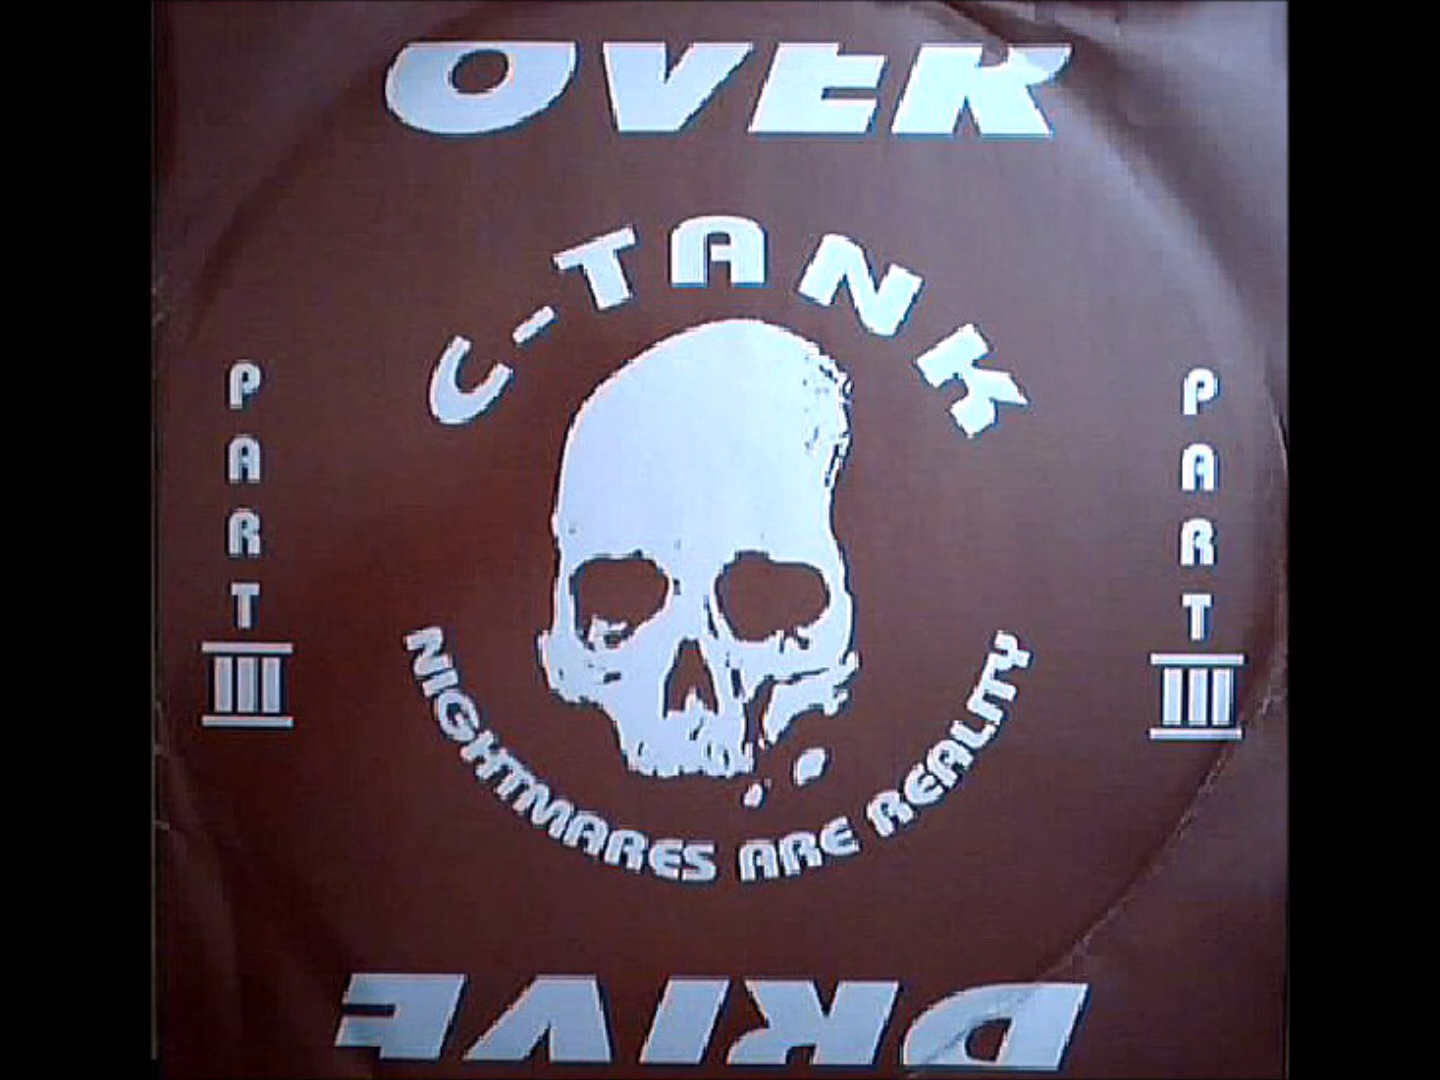 OVER
C-TANK
PART
III
PART
III
NIGHTMARES ARE REALITY
DRIVE